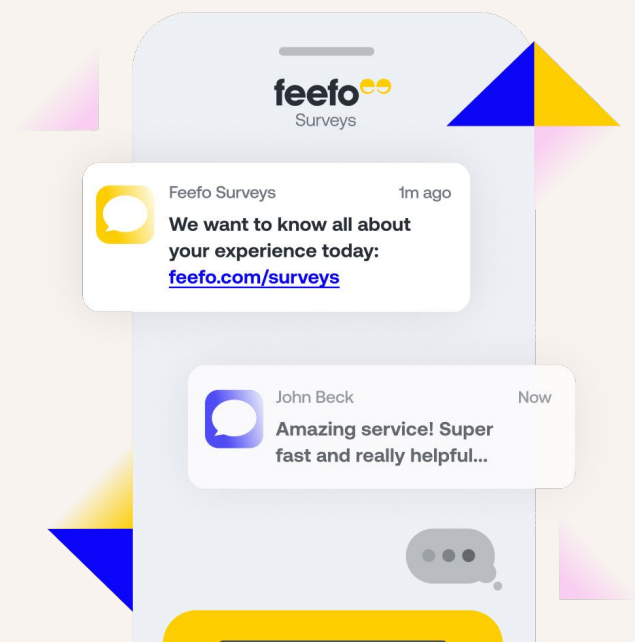 feefo
Surveys
Feefo Surveys 1m ago
We want to know all about
your experience today:
feefo.com/surveys
John Beck Now
Amazing service! Super
fast and really helpful...